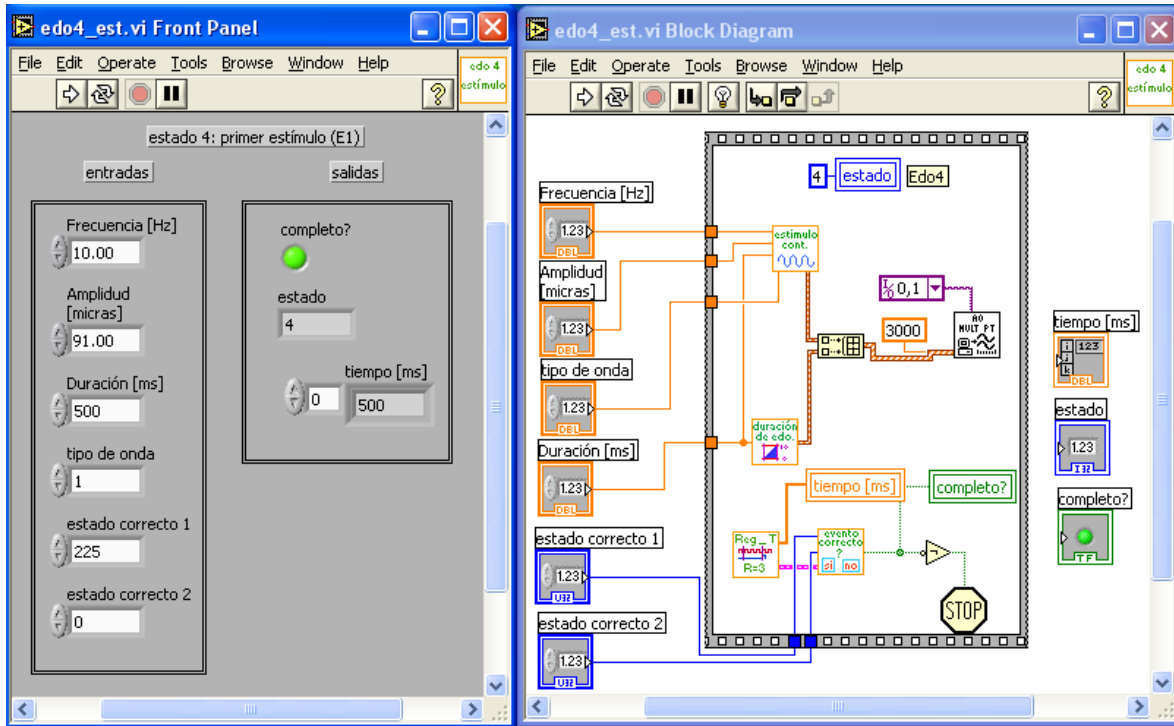 edo4_est.vi Front Panel
File Edit Operate Tools Browse Window Help
edo 4
estímulo
estado 4: primer estímulo (E1)
entradas
salidas
Frecuencia [Hz]
10.00
Amplidud
[micras]
91.00
Duración [ms]
500
tipo de onda
1
estado correcto 1
225
estado correcto 2
0
completo?
estado
4
tiempo [ms]
0
500
edo4_est.vi Block Diagram
File Edit Operate Tools Browse Window Help
edo 4
estímulo
4
estado
Edo4
Frecuencia [Hz]
1.23
DBL
Amplidud
[micras]
1.23
DBL
tipo de onda
1.23
DBL
Duración [ms]
1.23
DBL
estado correcto 1
1.23
U32
estado correcto 2
1.23
U32
estimulo
cont.
I/O 0,1
AO
MULT PT
3000
duración
de edo.
tiempo [ms]
completo?
Reg_T
R=3
evento
correcto
?
si no
STOP
tiempo [ms]
i
j
k
123
DBL
estado
1.23
I32
completo?
TF